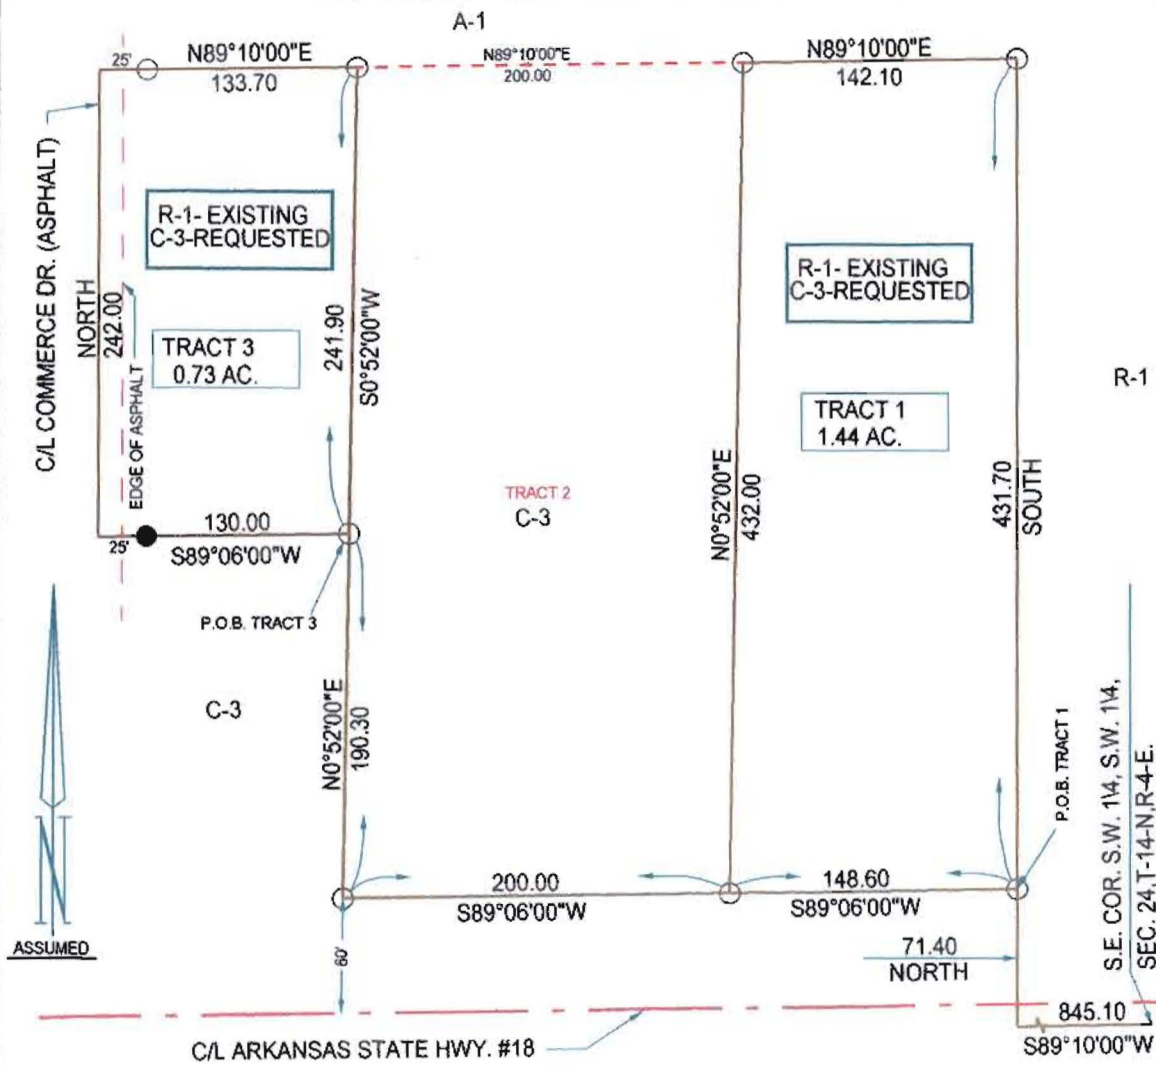 A-1
25'
N89°10'00"E
133.70
N89°10'00"E
200.00
N89°10'00"E
142.10
C/L COMMERCE DR. (ASPHALT)
R-1- EXISTING
C-3-REQUESTED
R-1- EXISTING
C-3-REQUESTED
NORTH
242.00
TRACT 3
0.73 AC.
241.90
S0°52'00"W
EDGE OF ASPHALT
TRACT 1
1.44 AC.
R-1
TRACT 2
C-3
N0°52'00"E
432.00
431.70
SOUTH
25'
130.00
S89°06'00"W
P.O.B. TRACT 3
C-3
N0°52'00"E
190.30
P.O.B. TRACT 1
S.E. COR. S.W. 1\4, S.W. 1\4,
SEC. 24,T-14-N,R-4-E.
N
ASSUMED
200.00
S89°06'00"W
148.60
S89°06'00"W
60'
71.40
NORTH
845.10
S89°10'00"W
C/L ARKANSAS STATE HWY. #18